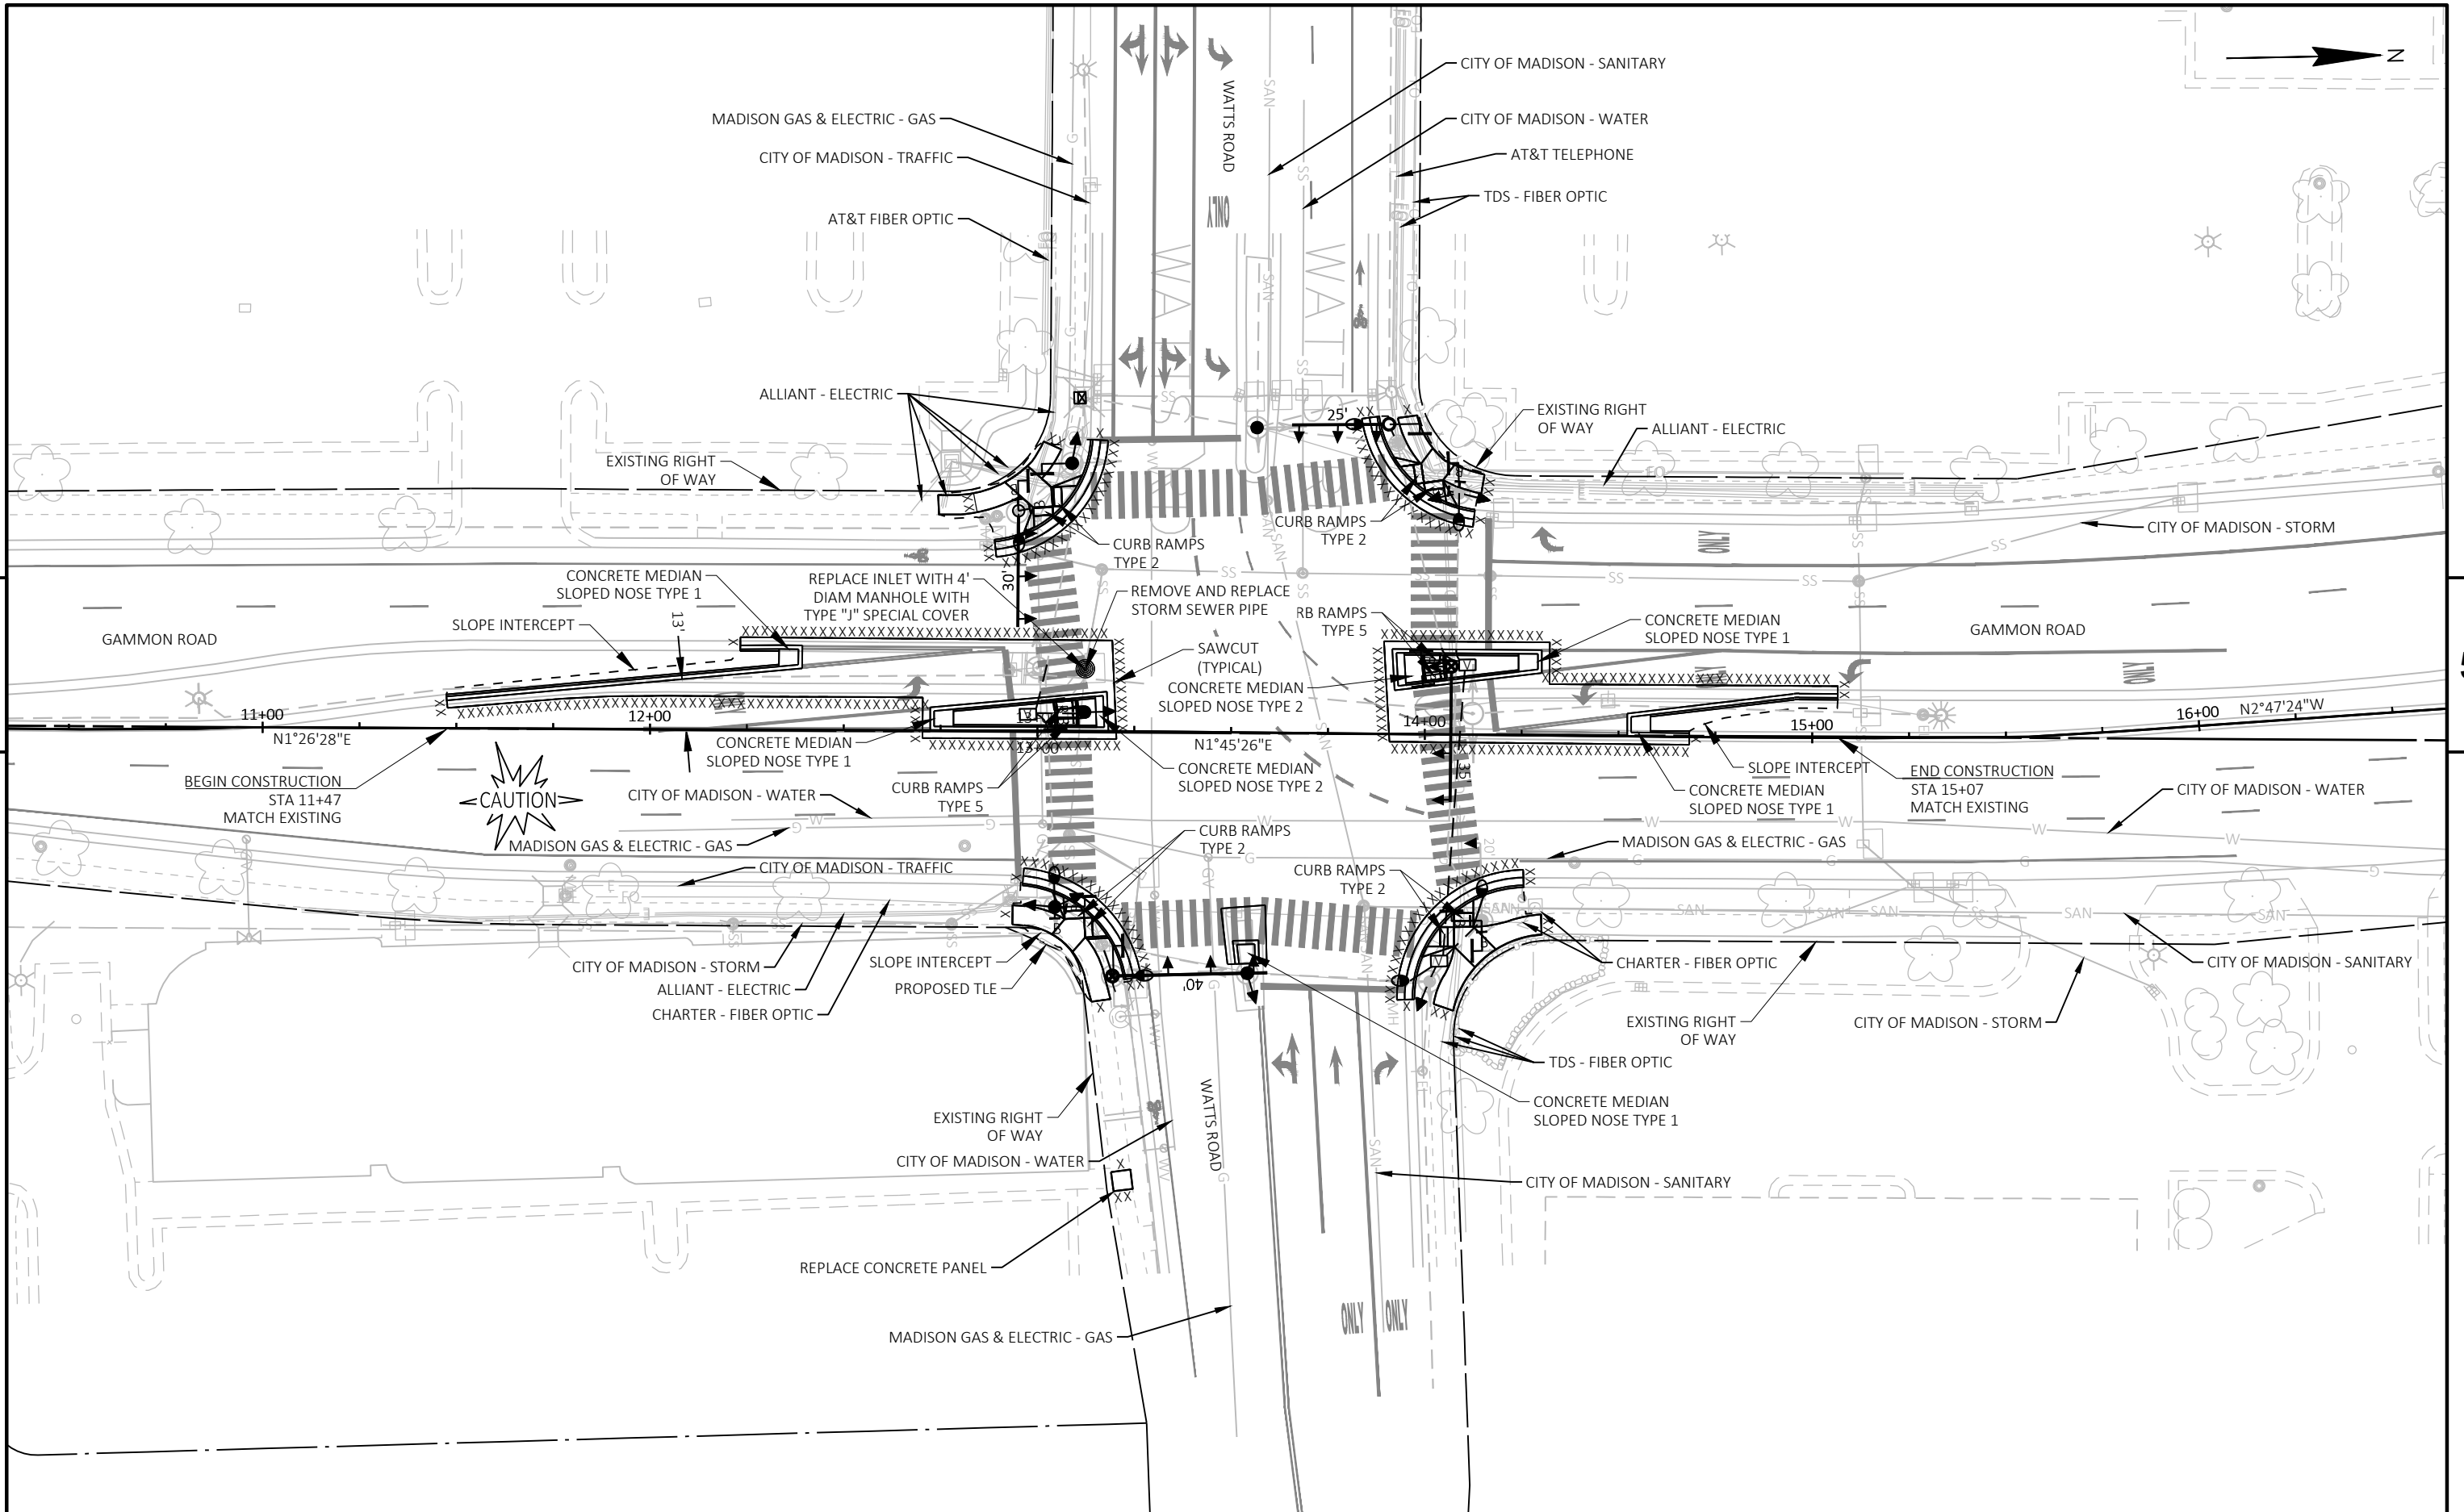 N
CITY OF MADISON - SANITARY
MADISON GAS & ELECTRIC - GAS
WATTS ROAD
SAN
CITY OF MADISON - WATER
CITY OF MADISON - TRAFFIC
AT&T TELEPHONE
TDS - FIBER OPTIC
AT&T FIBER OPTIC
ONLY
ALLIANT - ELECTRIC
25'
EXISTING RIGHT
OF WAY
ALLIANT - ELECTRIC
EXISTING RIGHT
OF WAY
CURB RAMPS
TYPE 2
CITY OF MADISON - STORM
CURB RAMPS
TYPE 2
CONCRETE MEDIAN
SLOPED NOSE TYPE 1
REPLACE INLET WITH 4'
DIAM MANHOLE WITH
TYPE "J" SPECIAL COVER
30'
REMOVE AND REPLACE
STORM SEWER PIPE
RB RAMPS
TYPE 5
CONCRETE MEDIAN
SLOPED NOSE TYPE 1
GAMMON ROAD
SLOPE INTERCEPT
13'
GAMMON ROAD
SAWCUT
(TYPICAL)
CONCRETE MEDIAN
SLOPED NOSE TYPE 2
11+00
12+00
13+00
14+00
15+00
16+00
N1°26'28"E
N1°45'26"E
N2°47'24"W
CONCRETE MEDIAN
SLOPED NOSE TYPE 1
CONCRETE MEDIAN
SLOPED NOSE TYPE 2
SLOPE INTERCEPT
BEGIN CONSTRUCTION
STA 11+47
MATCH EXISTING
CAUTION
CITY OF MADISON - WATER
CURB RAMPS
TYPE 5
35'
CONCRETE MEDIAN
SLOPED NOSE TYPE 1
END CONSTRUCTION
STA 15+07
MATCH EXISTING
CITY OF MADISON - WATER
MADISON GAS & ELECTRIC - GAS
CURB RAMPS
TYPE 2
20'
MADISON GAS & ELECTRIC - GAS
CITY OF MADISON - TRAFFIC
CURB RAMPS
TYPE 2
CITY OF MADISON - STORM
ALLIANT - ELECTRIC
CHARTER - FIBER OPTIC
SLOPE INTERCEPT
PROPOSED TLE
40'
CHARTER - FIBER OPTIC
CITY OF MADISON - SANITARY
EXISTING RIGHT
OF WAY
CITY OF MADISON - STORM
TDS - FIBER OPTIC
WATTS ROAD
CONCRETE MEDIAN
SLOPED NOSE TYPE 1
EXISTING RIGHT
OF WAY
CITY OF MADISON - WATER
CITY OF MADISON - SANITARY
REPLACE CONCRETE PANEL
ONLY
ONLY
MADISON GAS & ELECTRIC - GAS